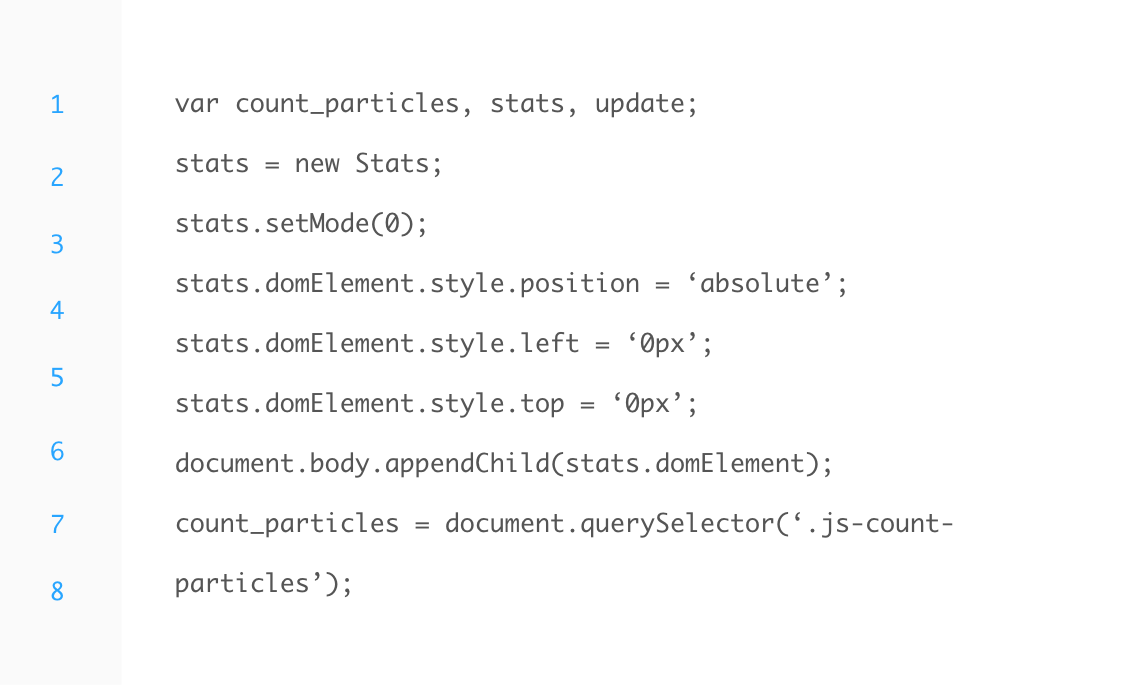 1 var count_particles, stats, update;
2 stats = new Stats;
3 stats.setMode(0);
4 stats.domElement.style.position = ‘absolute’;
5 stats.domElement.style.left = ‘0px’;
6 stats.domElement.style.top = ‘0px’;
7 document.body.appendChild(stats.domElement);
8 count_particles = document.querySelector(‘.js-count-
particles’);